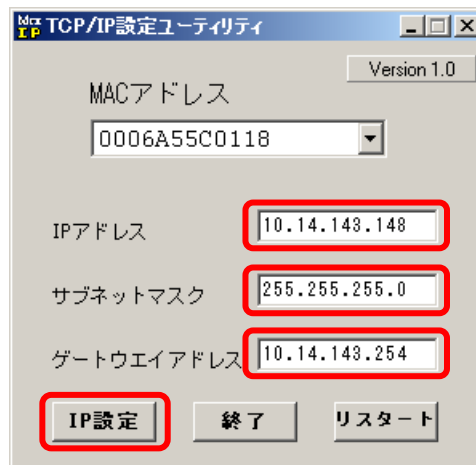 Mac IP TCP/IP設定ユーティリティ
Version 1.0
MACアドレス
0006A55C0118
IPアドレス 10.14.143.148
サブネットマスク 255.255.255.0
ゲートウエイアドレス 10.14.143.254
IP設定 終了 リスタート